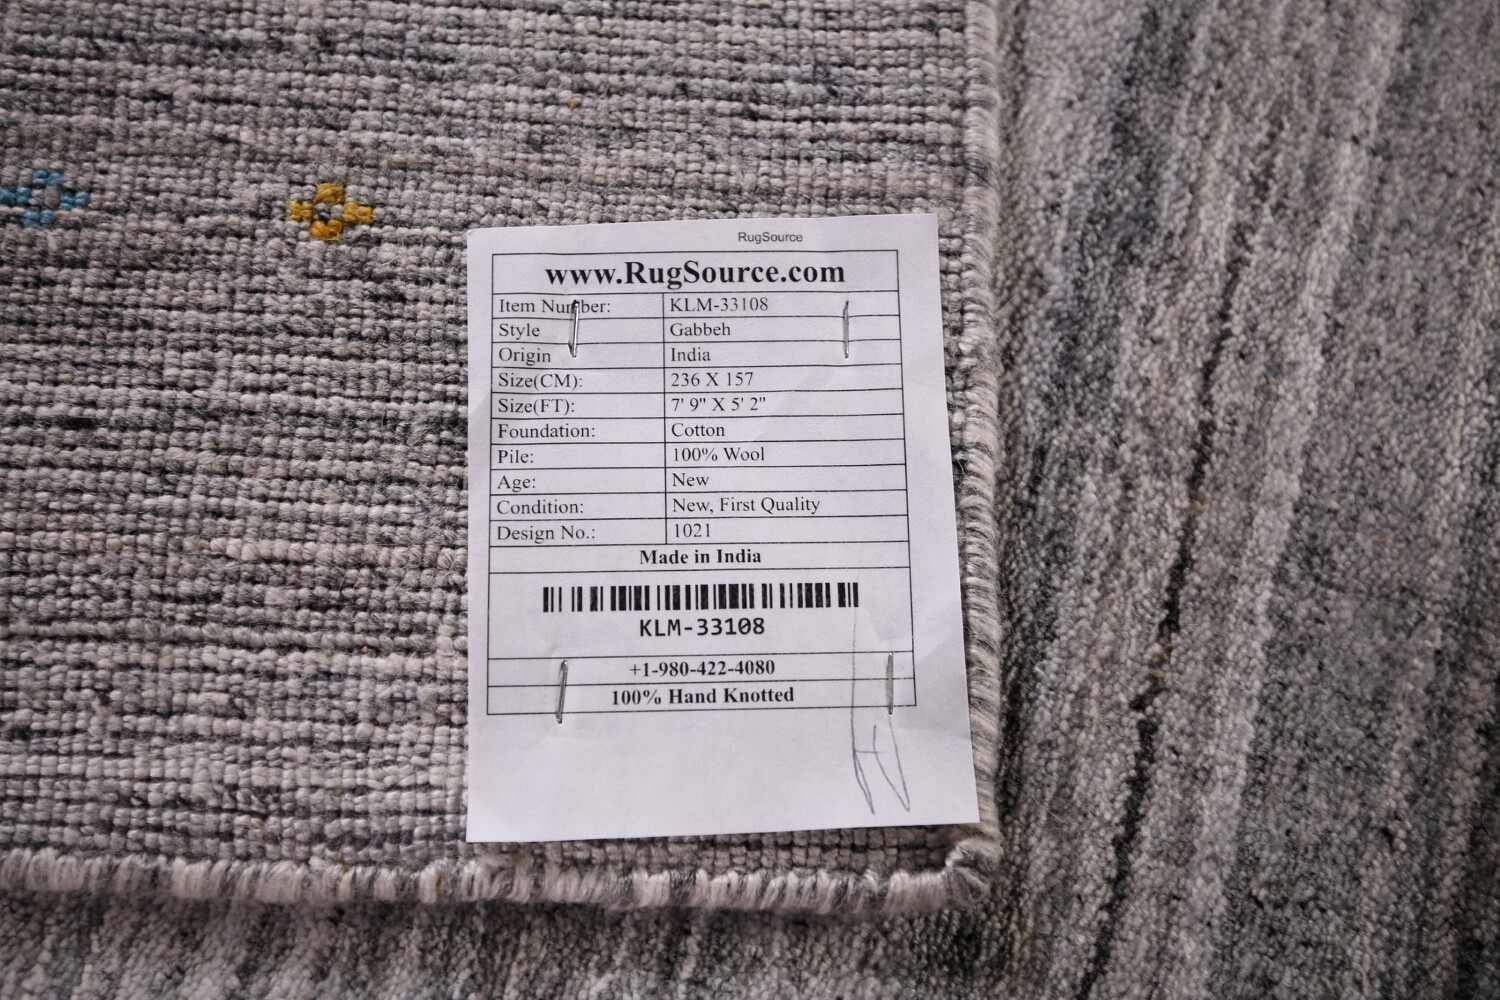 RugSource
www.RugSource.com
Item Number: KLM-33108
Style Gabbeh
Origin India
Size(CM): 236 X 157
Size(FT): 7' 9" X 5' 2"
Foundation: Cotton
Pile: 100% Wool
Age: New
Condition: New, First Quality
Design No.: 1021
Made in India
KLM-33108
+1-980-422-4080
100% Hand Knotted